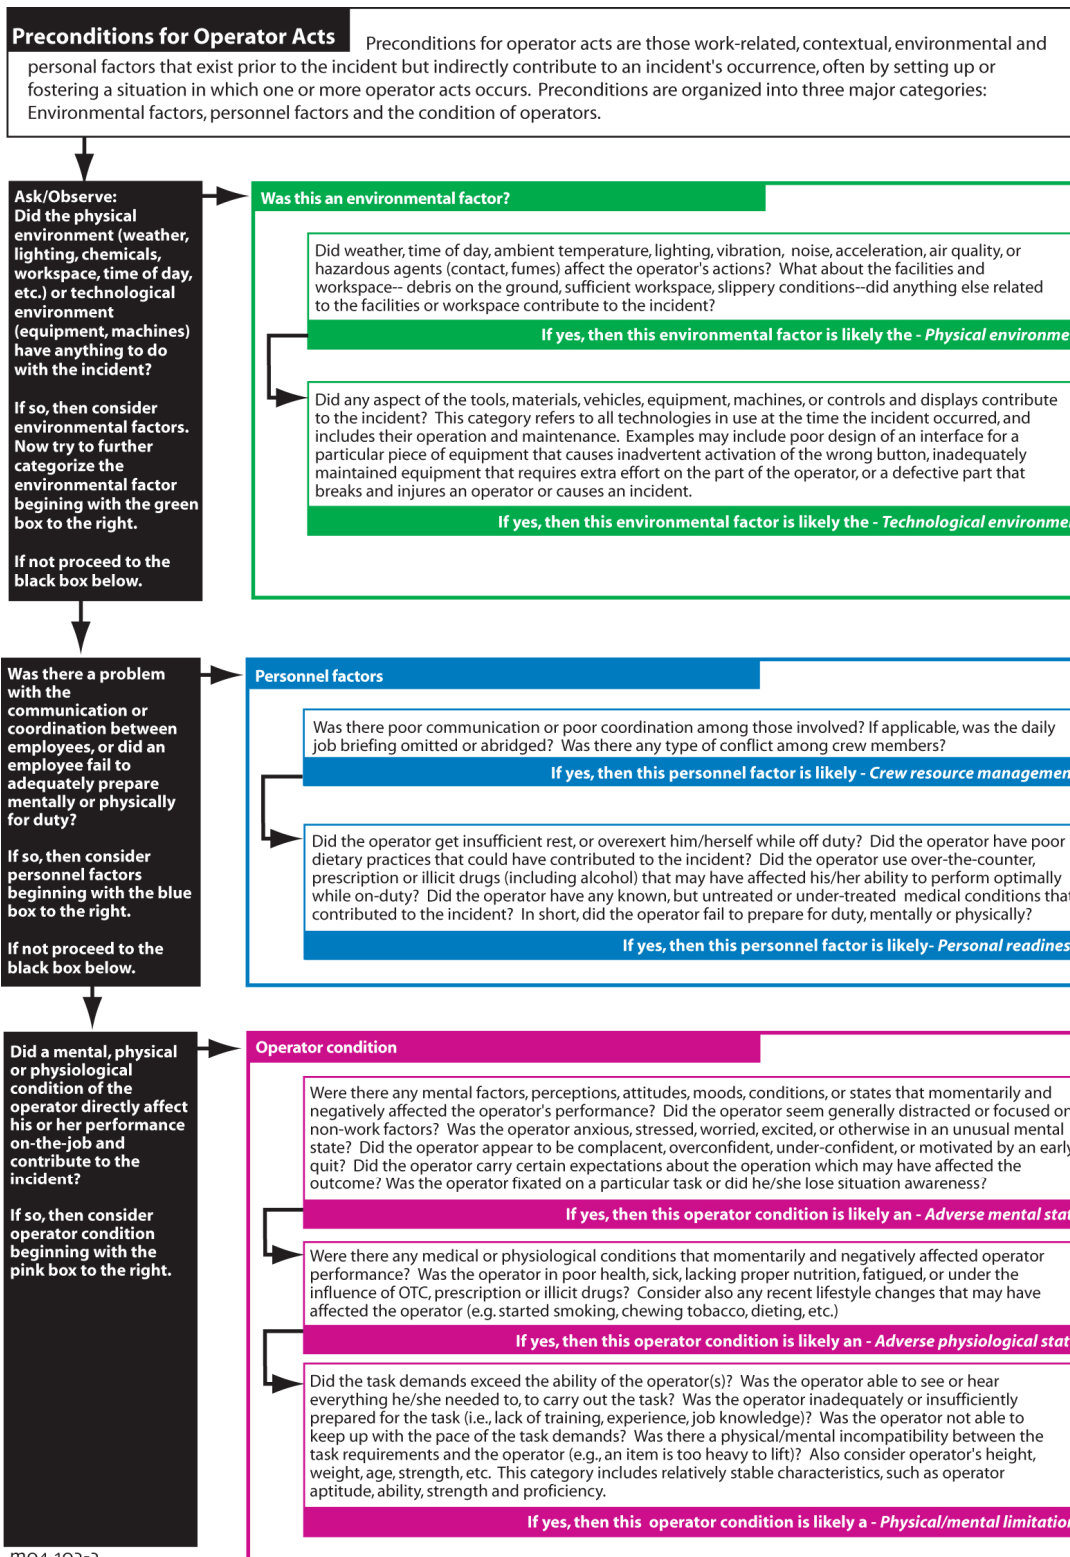 Preconditions for Operator Acts
Preconditions for operator acts are those work-related, contextual, environmental and
personal factors that exist prior to the incident but indirectly contribute to an incident's occurrence, often by setting up or
fostering a situation in which one or more operator acts occurs. Preconditions are organized into three major categories:
Environmental factors, personnel factors and the condition of operators.
Ask/Observe:
Did the physical
environment (weather,
lighting, chemicals,
workspace, time of day,
etc.) or technological
environment
(equipment, machines)
have anything to do
with the incident?
If so, then consider
environmental factors.
Now try to further
categorize the
environmental factor
begining with the green
box to the right.
If not proceed to the
black box below.
Was this an environmental factor?
Did weather, time of day, ambient temperature, lighting, vibration, noise, acceleration, air quality, or
hazardous agents (contact, fumes) affect the operator's actions? What about the facilities and
workspace-- debris on the ground, sufficient workspace, slippery conditions--did anything else related
to the facilities or workspace contribute to the incident?
If yes, then this environmental factor is likely the - Physical environme
Did any aspect of the tools, materials, vehicles, equipment, machines, or controls and displays contribute
to the incident? This category refers to all technologies in use at the time the incident occurred, and
includes their operation and maintenance. Examples may include poor design of an interface for a
particular piece of equipment that causes inadvertent activation of the wrong button, inadequately
maintained equipment that requires extra effort on the part of the operator, or a defective part that
breaks and injures an operator or causes an incident.
If yes, then this environmental factor is likely the - Technological environme
Was there a problem
with the
communication or
coordination between
employees, or did an
employee fail to
adequately prepare
mentally or physically
for duty?
If so, then consider
personnel factors
beginning with the blue
box to the right.
If not proceed to the
black box below.
Personnel factors
Was there poor communication or poor coordination among those involved? If applicable, was the daily
job briefing omitted or abridged? Was there any type of conflict among crew members?
If yes, then this personnel factor is likely - Crew resource managemen
Did the operator get insufficient rest, or overexert him/herself while off duty? Did the operator have poor
dietary practices that could have contributed to the incident? Did the operator use over-the-counter,
prescription or illicit drugs (including alcohol) that may have affected his/her ability to perform optimally
while on-duty? Did the operator have any known, but untreated or under-treated medical conditions that
contributed to the incident? In short, did the operator fail to prepare for duty, mentally or physically?
If yes, then this personnel factor is likely- Personal readines
Did a mental, physical
or physiological
condition of the
operator directly affect
his or her performance
on-the-job and
contribute to the
incident?
If so, then consider
operator condition
beginning with the
pink box to the right.
Operator condition
Were there any mental factors, perceptions, attitudes, moods, conditions, or states that momentarily and
negatively affected the operator's performance? Did the operator seem generally distracted or focused on
non-work factors? Was the operator anxious, stressed, worried, excited, or otherwise in an unusual mental
state? Did the operator appear to be complacent, overconfident, under-confident, or motivated by an early
quit? Did the operator carry certain expectations about the operation which may have affected the
outcome? Was the operator fixated on a particular task or did he/she lose situation awareness?
If yes, then this operator condition is likely an - Adverse mental stat
Were there any medical or physiological conditions that momentarily and negatively affected operator
performance? Was the operator in poor health, sick, lacking proper nutrition, fatigued, or under the
influence of OTC, prescription or illicit drugs? Consider also any recent lifestyle changes that may have
affected the operator (e.g. started smoking, chewing tobacco, dieting, etc.)
If yes, then this operator condition is likely an - Adverse physiological stat
Did the task demands exceed the ability of the operator(s)? Was the operator able to see or hear
everything he/she needed to, to carry out the task? Was the operator inadequately or insufficiently
prepared for the task (i.e., lack of training, experience, job knowledge)? Was the operator not able to
keep up with the pace of the task demands? Was there a physical/mental incompatibility between the
task requirements and the operator (e.g., an item is too heavy to lift)? Also consider operator's height,
weight, age, strength, etc. This category includes relatively stable characteristics, such as operator
aptitude, ability, strength and proficiency.
If yes, then this operator condition is likely a - Physical/mental limitation